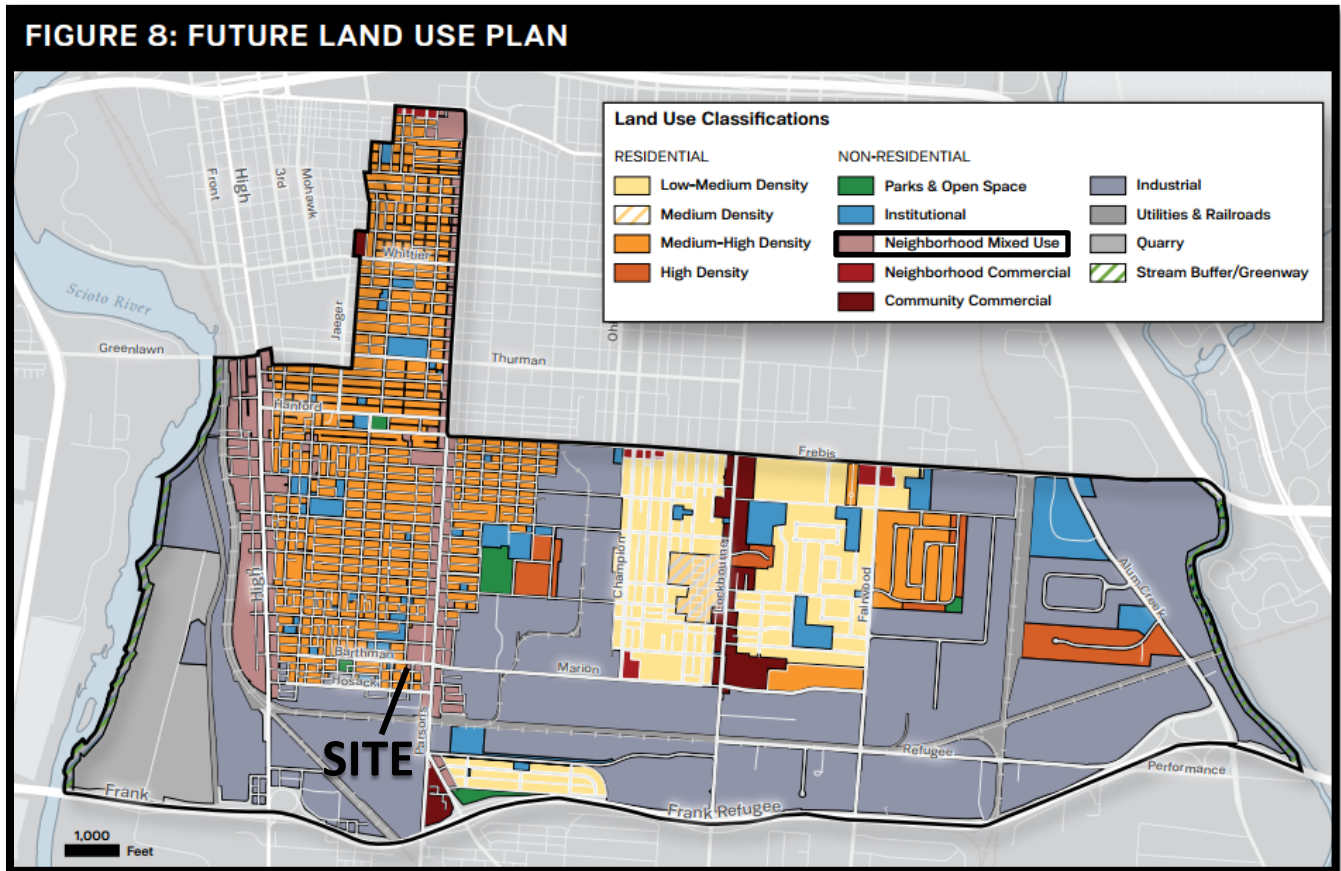 FIGURE 8: FUTURE LAND USE PLAN
Land Use Classifications
RESIDENTIAL
Low-Medium Density
Medium Density
Medium-High Density
High Density
NON-RESIDENTIAL
Parks & Open Space
Institutional
Neighborhood Mixed Use
Neighborhood Commercial
Community Commercial
Industrial
Utilities & Railroads
Quarry
Stream Buffer/Greenway
Front
High
3rd
Mohawk
Whittier
Scioto River
Jaeger
Oh
Greenlawn
Thurman
Hanford
Frebis
High
Champion
Lockbourne
Fairwood
Alum Creek
Barthman
Marion
Hosack
Parsons
SITE
Refugee
Performance
Frank
Frank Refugee
1,000
Feet